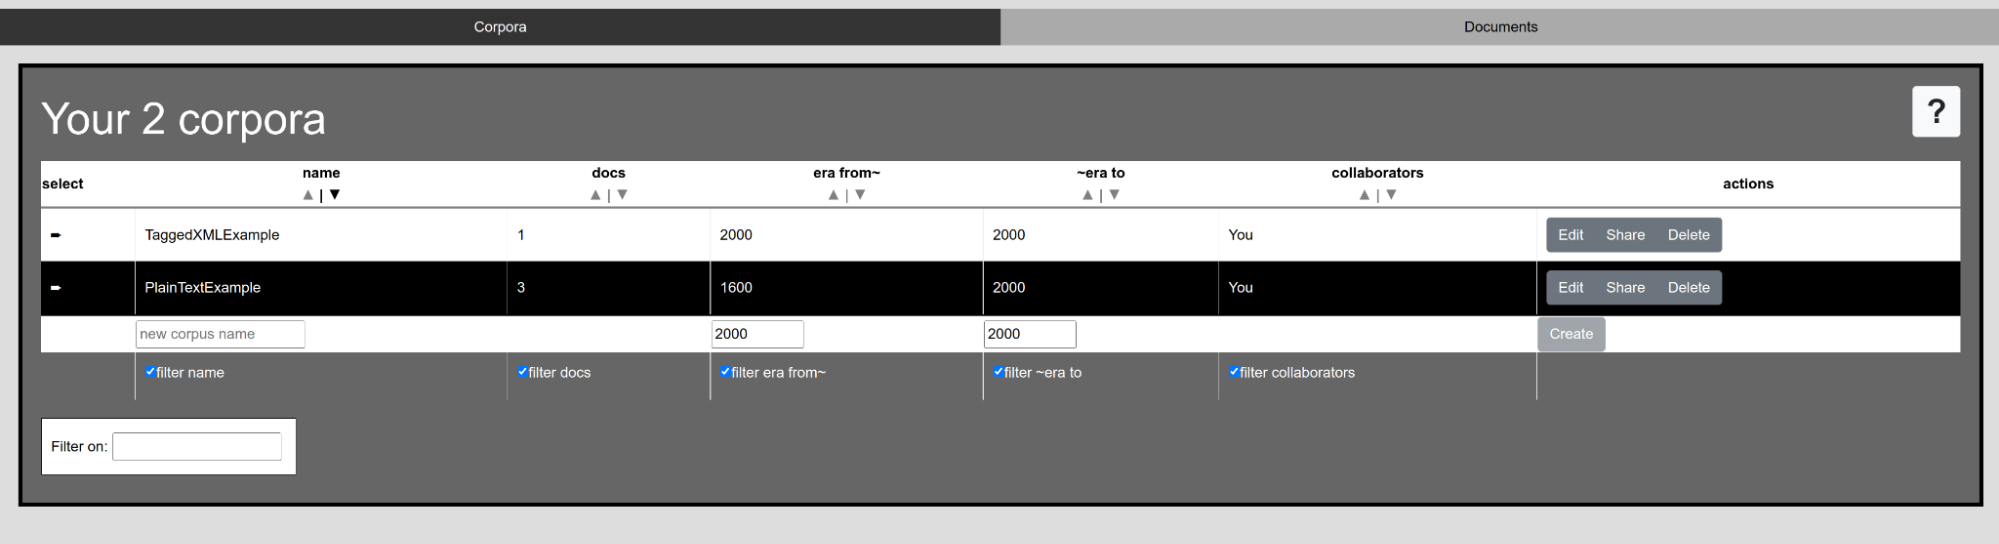 Corpora Documents
Your 2 corpora ?
select name docs era from~ ~era to collaborators actions
▲ | ▼ ▲ | ▼ ▲ | ▼ ▲ | ▼ ▲ | ▼
TaggedXMLExample 1 2000 2000 You Edit Share Delete
PlainTextExample 3 1600 2000 You Edit Share Delete
new corpus name 2000 2000 Create
filter name filter docs filter era from~ filter ~era to filter collaborators
Filter on: